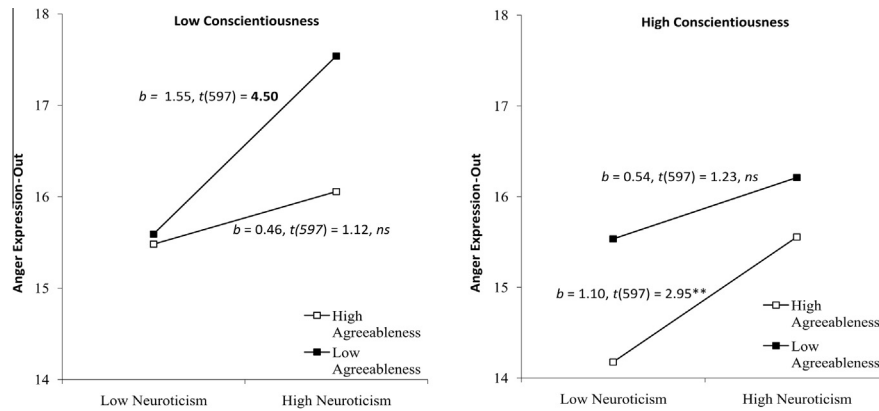 Low Conscientiousness
18
17
16
15
14
Anger Expression–Out
b = 1.55, t(597) = 4.50
b = 0.46, t(597) = 1.12, ns
High
Agreeableness
Low
Agreeableness
Low Neuroticism
High Neuroticism
High Conscientiousness
18
17
16
15
14
Anger Expression–Out
b = 0.54, t(597) = 1.23, ns
b = 1.10, t(597) = 2.95**
High
Agreeableness
Low
Agreeableness
Low Neuroticism
High Neuroticism